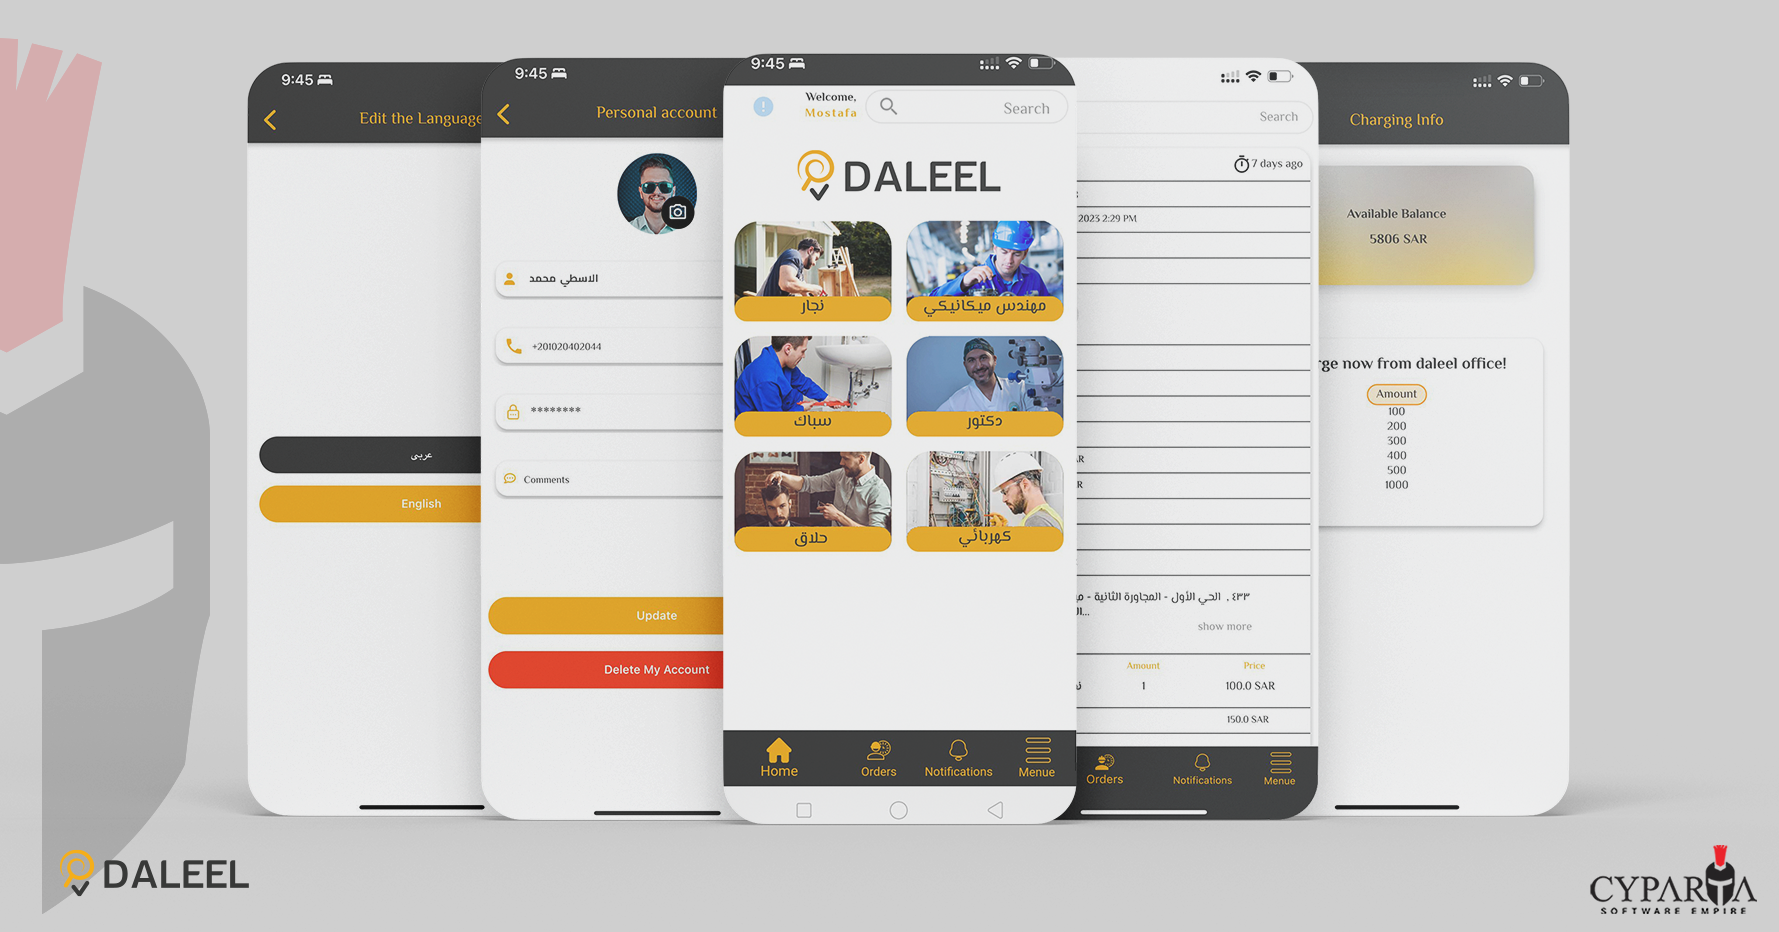 9:45
Edit the Language
عربى
English
9:45
Personal account
الاسطي محمد
+201020402044
********
Comments
Update
Delete My Account
9:45
Welcome,
Mostafa
Search
DALEEL
نجار
مهندس ميكانيكي
سباك
دكتور
حلاق
كهربائي
Home
Orders
Notifications
Menue
Search
7 days ago
2023 2:29 PM
٤٣٣ , الحي الأول - المجاورة الثانية -
show more
Amount
Price
1
100.0 SAR
150.0 SAR
Orders
Notifications
Menue
Charging Info
Available Balance
5806 SAR
now from daleel office!
Amount
100
200
300
400
500
1000
DALEEL
CYPARTA
SOFTWARE EMPIRE